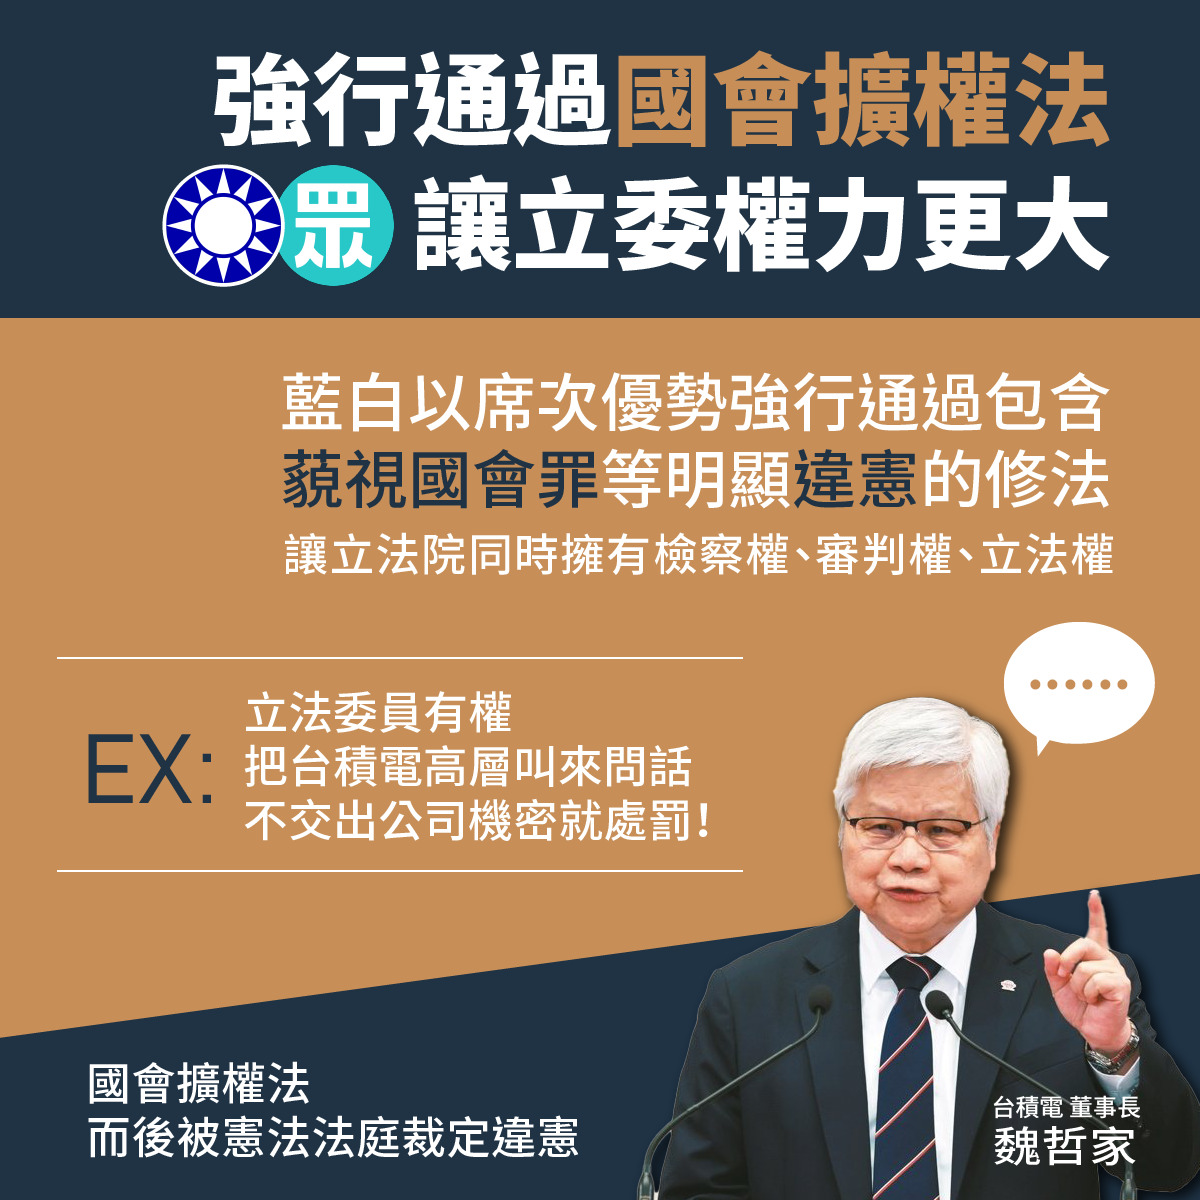 強行通過國會擴權法
眾 讓立委權力更大
藍白以席次優勢強行通過包含
藐視國會罪等明顯違憲的修法
讓立法院同時擁有檢察權、審判權、立法權
......
EX:
立法委員有權
把台積電高層叫來問話
不交出公司機密就處罰!
國會擴權法
而後被憲法法庭裁定違憲
台積電 董事長
魏哲家